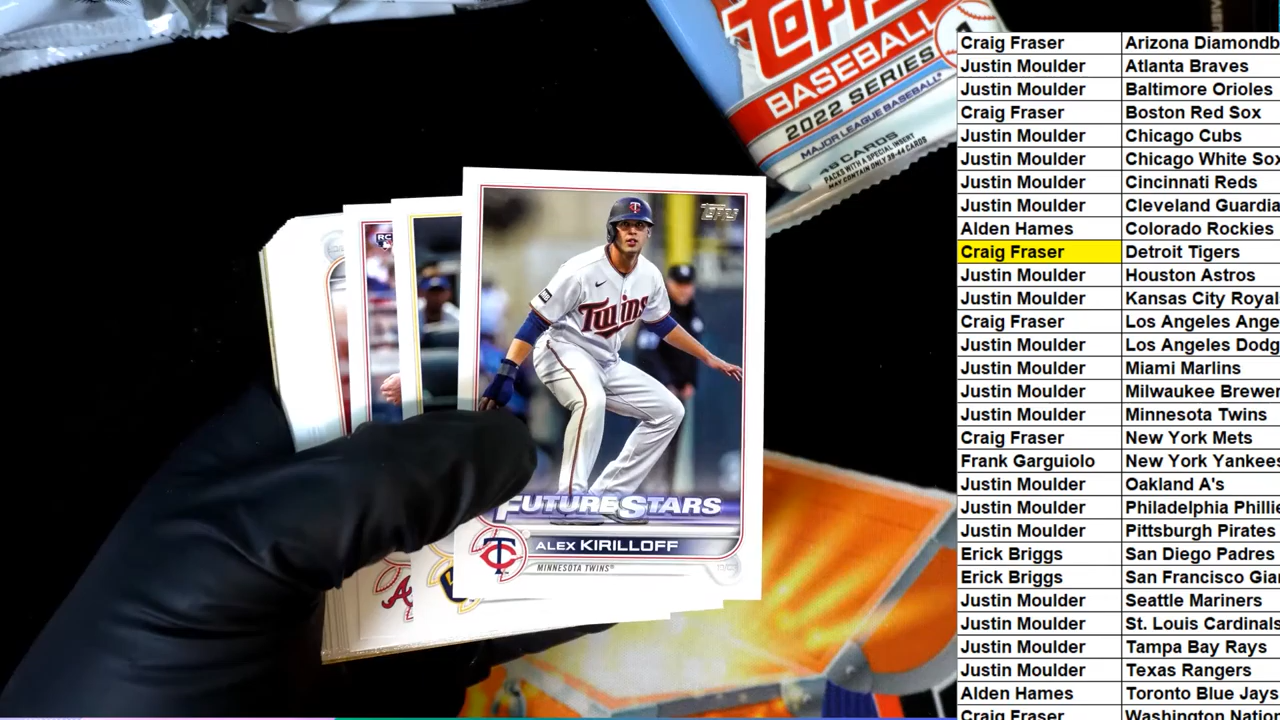 Topps
BASEBALL
2022 SERIES 1
MAJOR LEAGUE BASEBALL®
46 CARDS
PACKS WITH A SPECIAL INSERT
MAY CONTAIN ONLY 39-44 CARDS
RC
Topps
Twins
FUTURE STARS
ALEX KIRILLOFF
MINNESOTA TWINS®
Craig Fraser Arizona Diamondb
Justin Moulder Atlanta Braves
Justin Moulder Baltimore Orioles
Craig Fraser Boston Red Sox
Justin Moulder Chicago Cubs
Justin Moulder Chicago White Sox
Justin Moulder Cincinnati Reds
Justin Moulder Cleveland Guardia
Alden Hames Colorado Rockies
Craig Fraser Detroit Tigers
Justin Moulder Houston Astros
Justin Moulder Kansas City Royal
Craig Fraser Los Angeles Ange
Justin Moulder Los Angeles Dodg
Justin Moulder Miami Marlins
Justin Moulder Milwaukee Brewer
Justin Moulder Minnesota Twins
Craig Fraser New York Mets
Frank Garguiolo New York Yankees
Justin Moulder Oakland A's
Justin Moulder Philadelphia Phillie
Justin Moulder Pittsburgh Pirates
Erick Briggs San Diego Padres
Erick Briggs San Francisco Gia
Justin Moulder Seattle Mariners
Justin Moulder St. Louis Cardinals
Justin Moulder Tampa Bay Rays
Justin Moulder Texas Rangers
Alden Hames Toronto Blue Jays
Craig Fraser Washington Nation